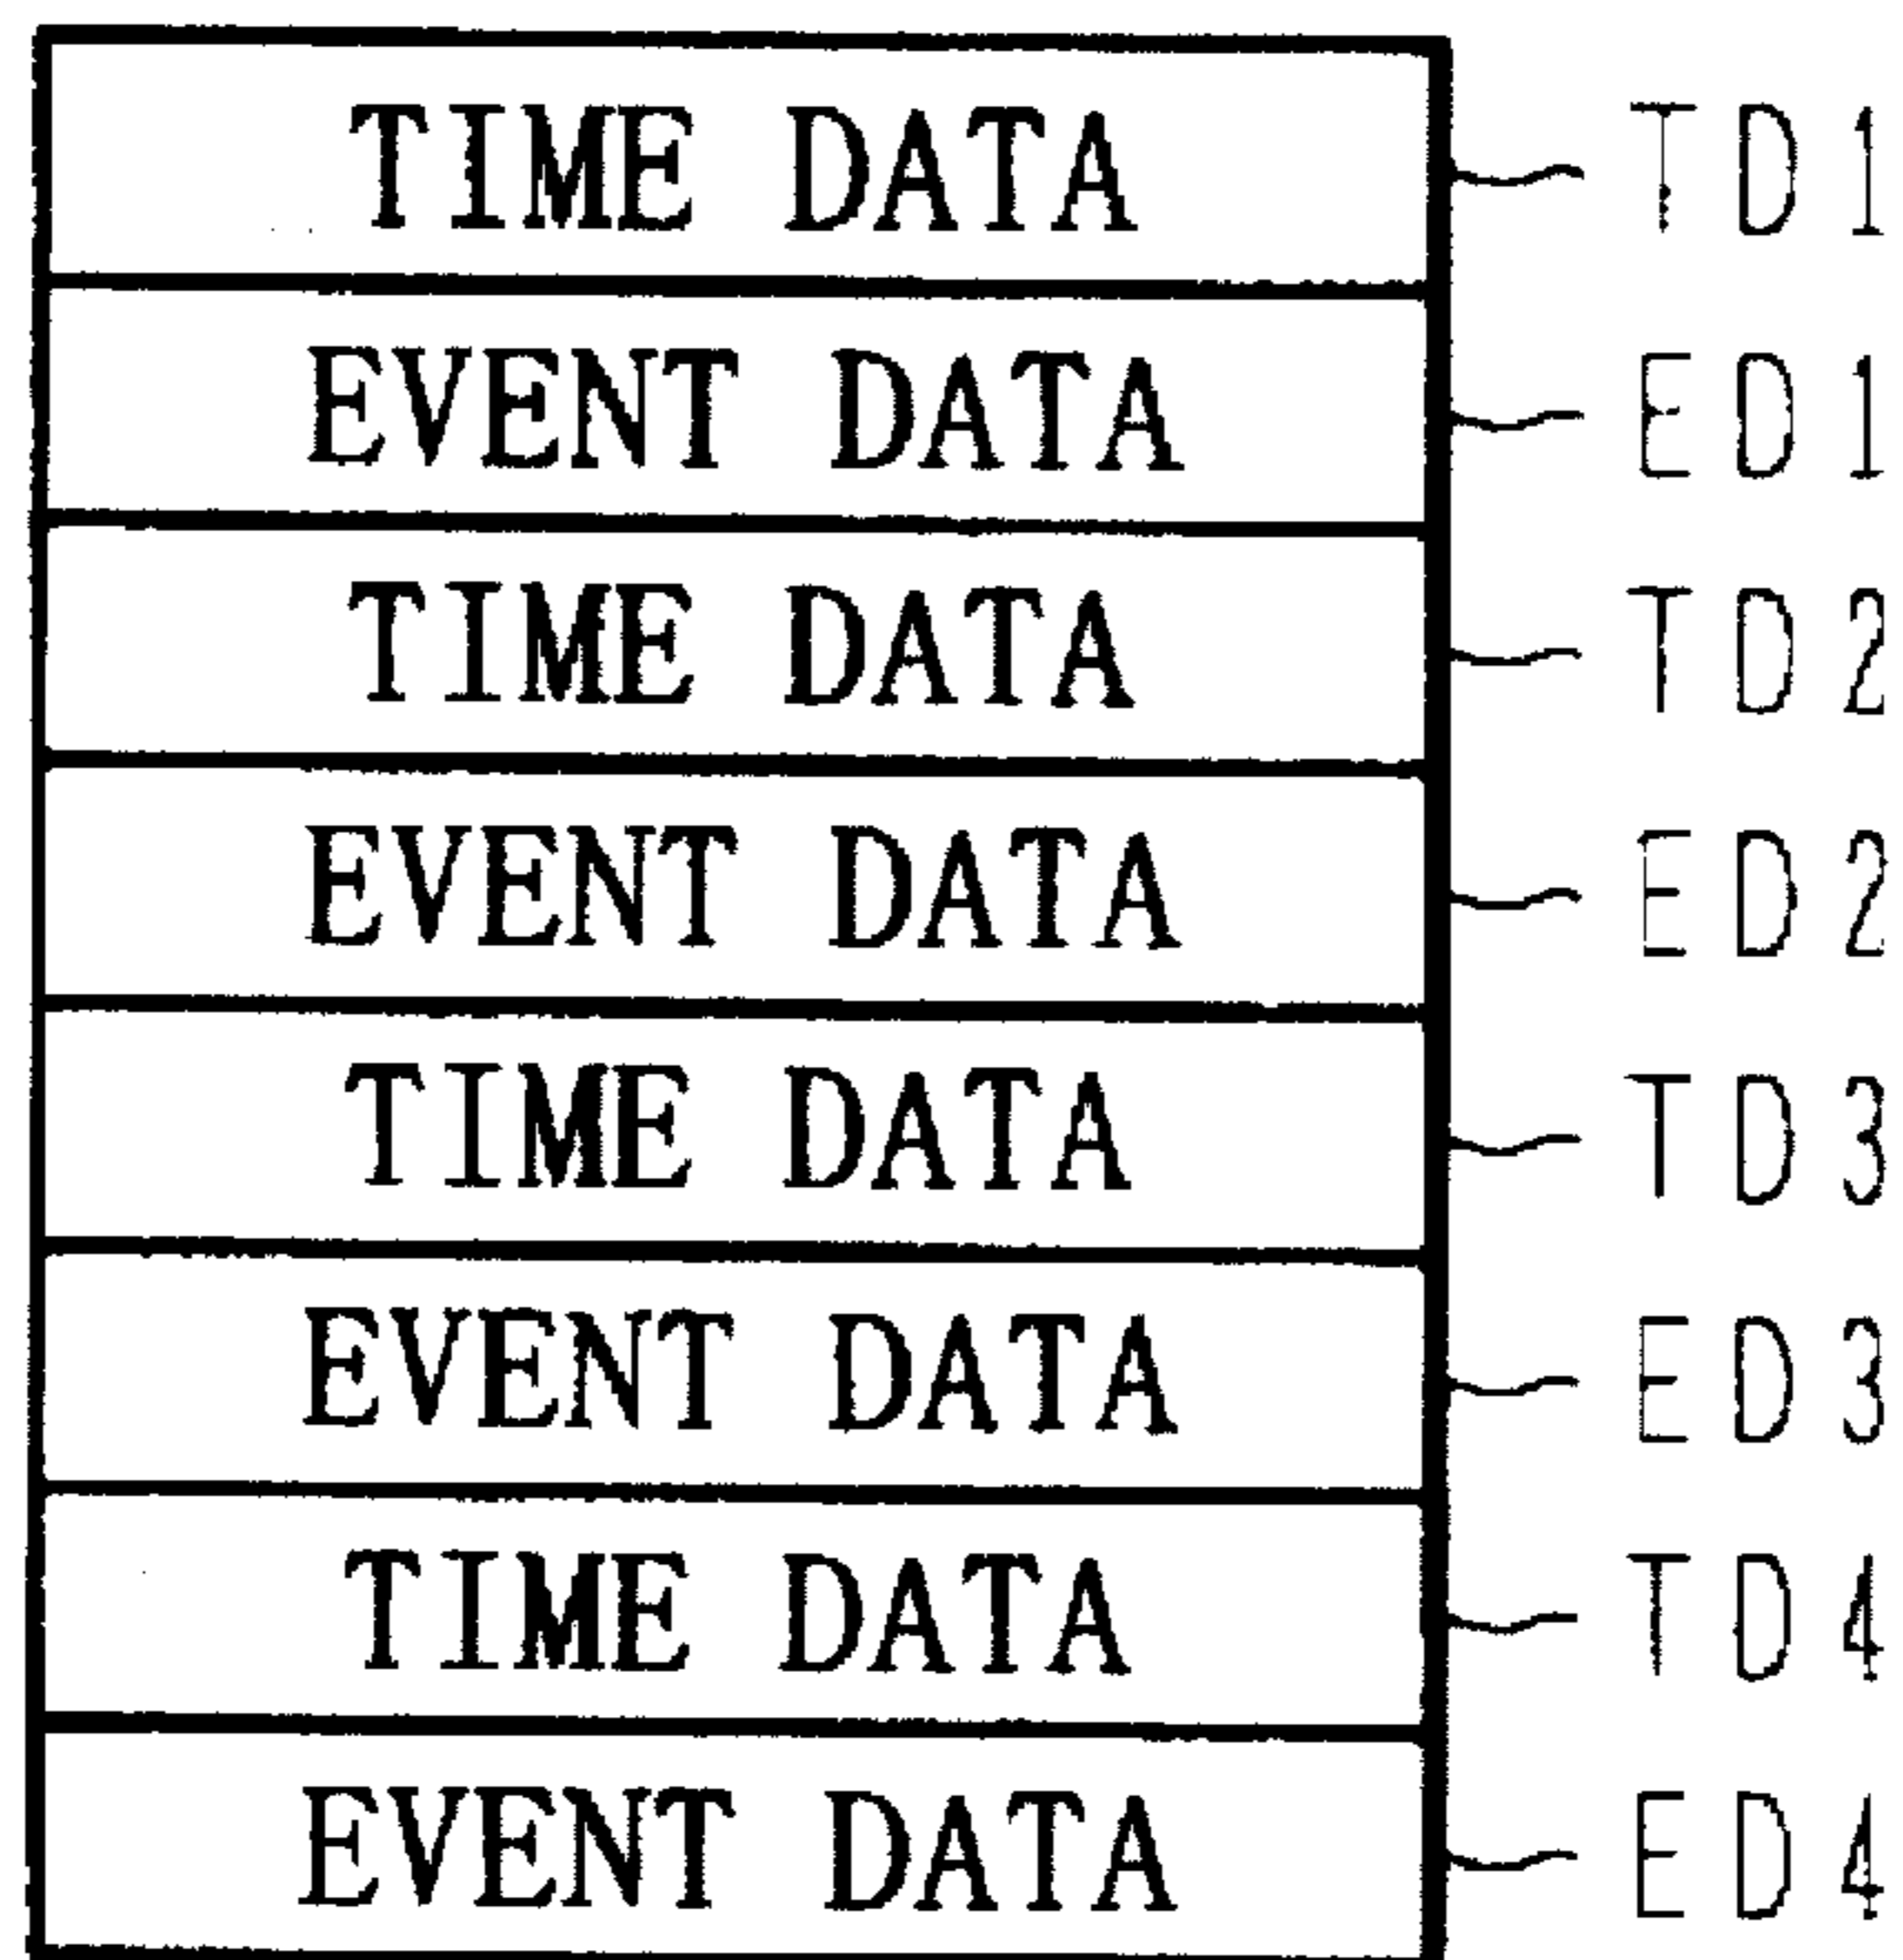 TIME DATA TD1
EVENT DATA ED1
TIME DATA TD2
EVENT DATA ED2
TIME DATA TD3
EVENT DATA ED3
TIME DATA TD4
EVENT DATA ED4